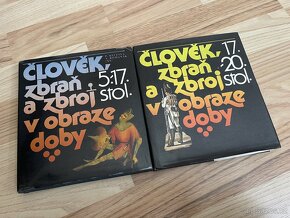 ČLOVĚK,
zbraň 5.-17.
a zbroj stol.
v obraze
doby
ČLOVĚK, 17.-
zbraň 20.
a zbroj stol.
v obraze
doby